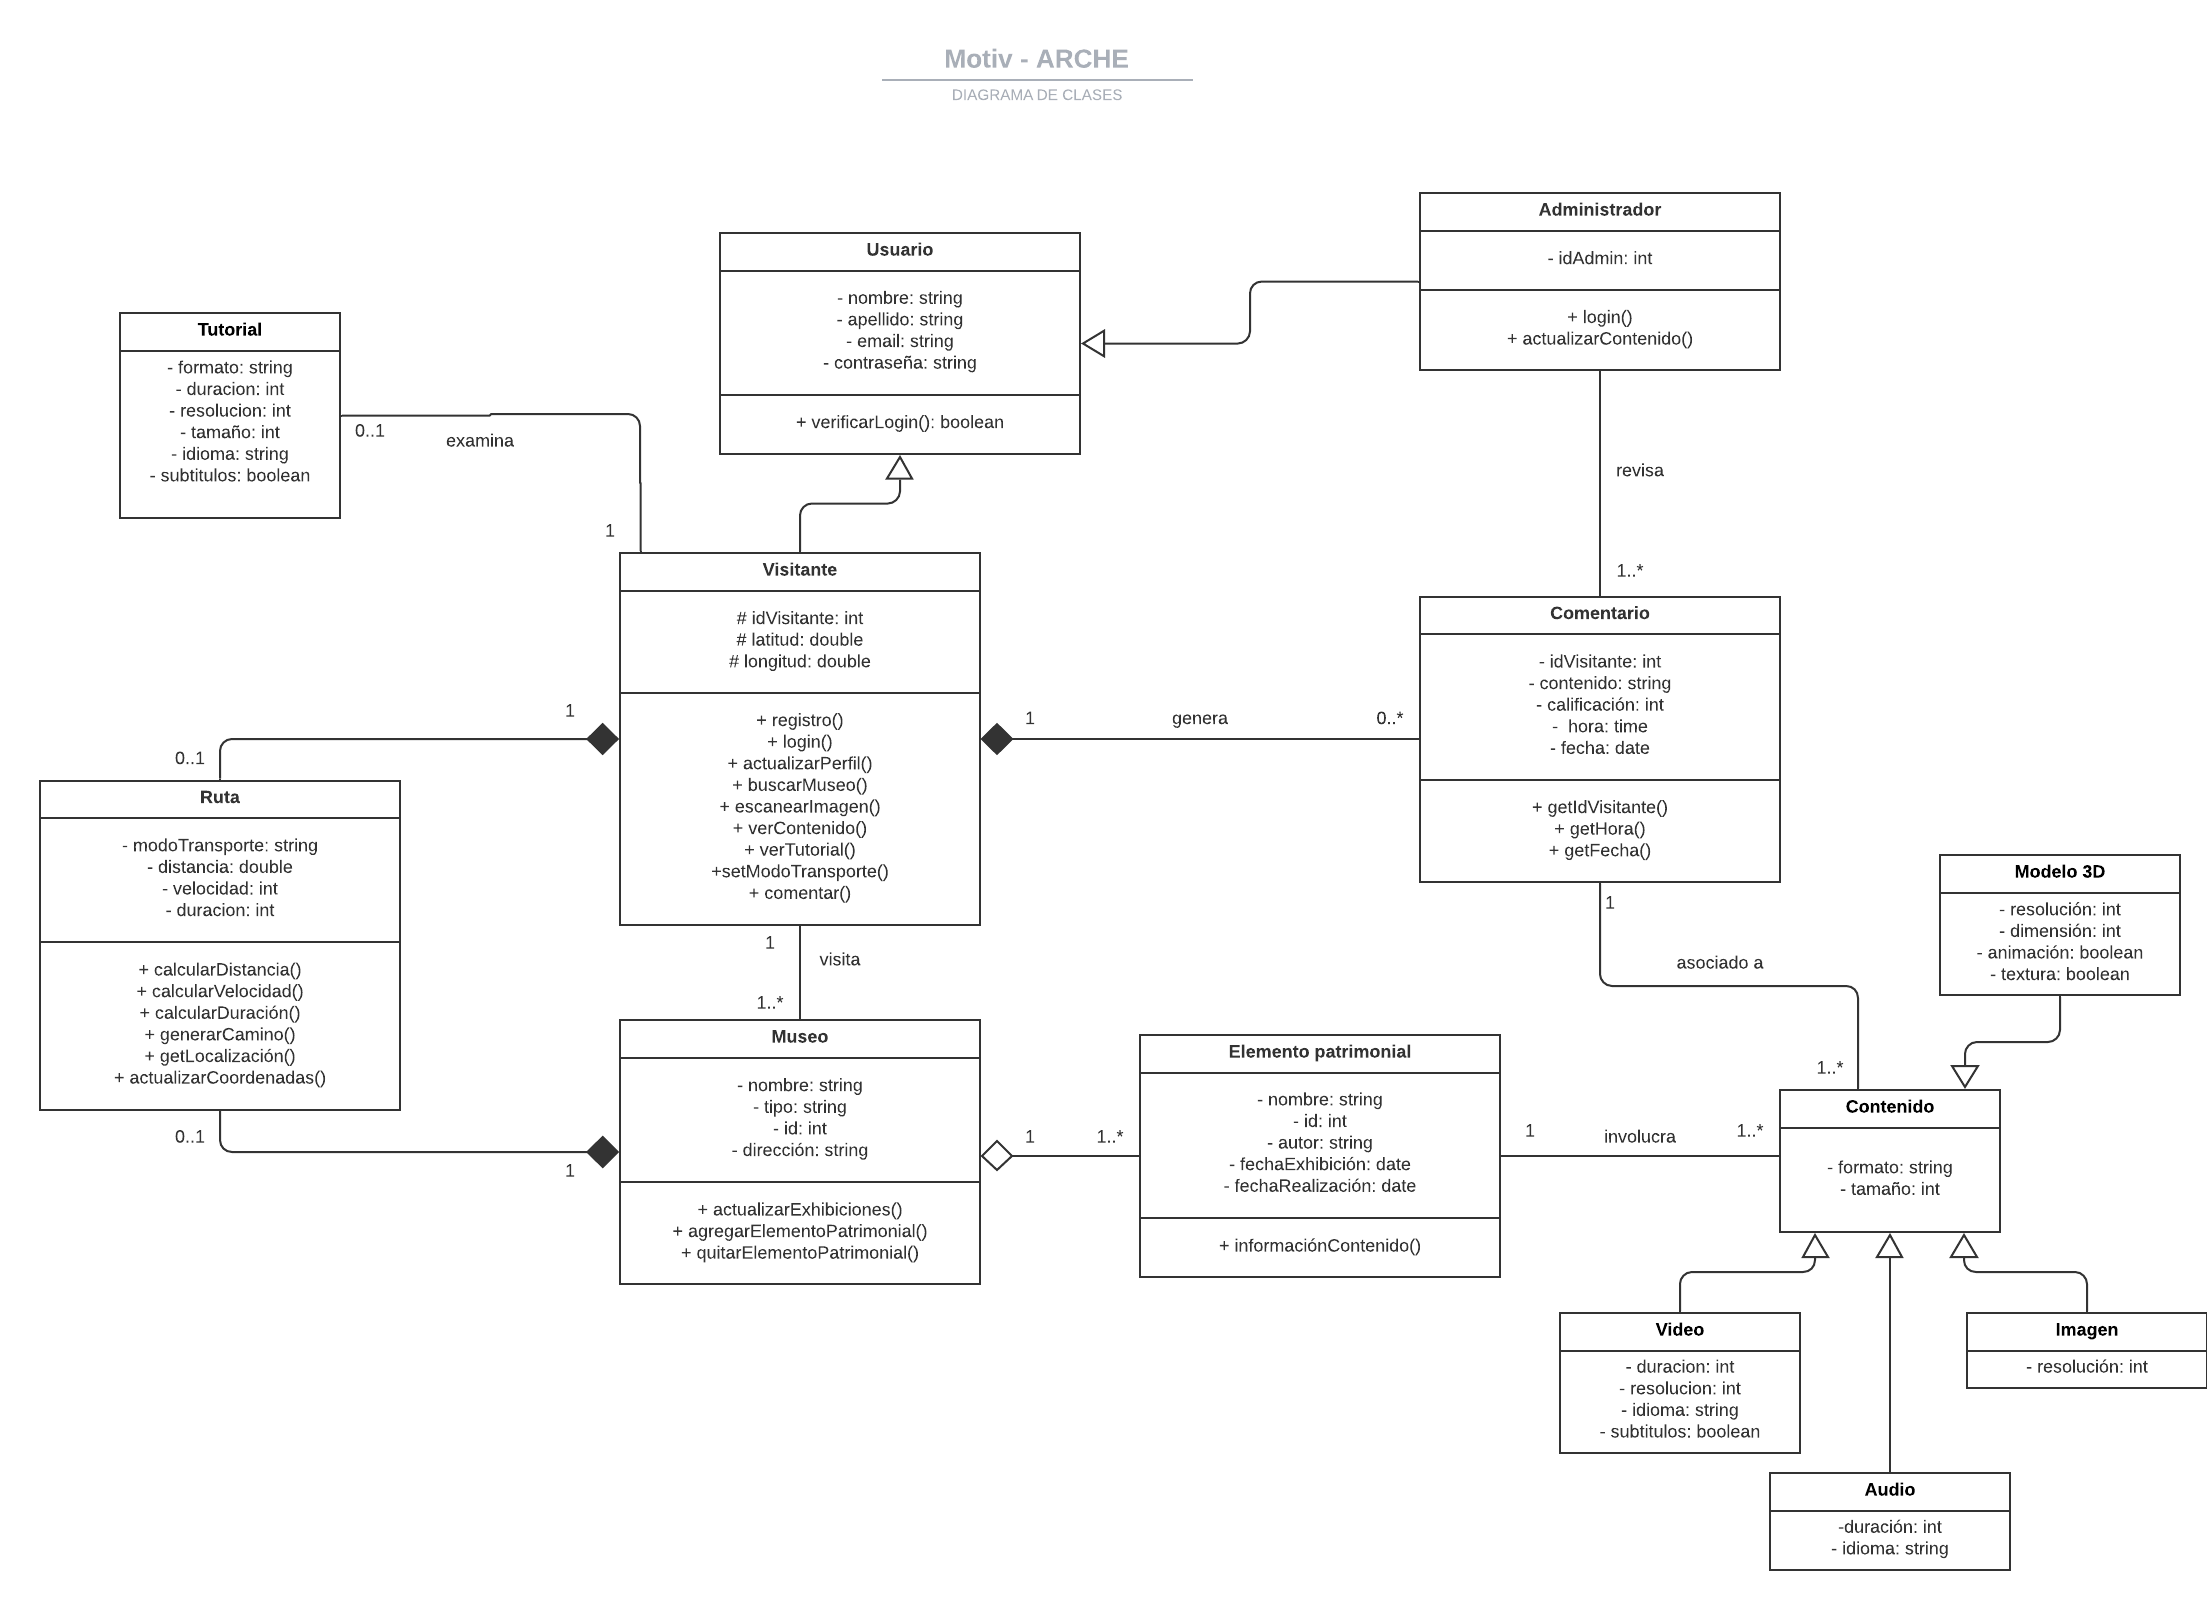 Motiv - ARCHE
DIAGRAMA DE CLASES
Administrador
- idAdmin: int
+ login()
+ actualizarContenido()
Usuario
- nombre: string
- apellido: string
- email: string
- contraseña: string
+ verificarLogin(): boolean
Tutorial
- formato: string
- duracion: int
- resolucion: int
- tamaño: int
- idioma: string
- subtitulos: boolean
0..1
examina
1
revisa
1..*
Visitante
# idVisitante: int
# latitud: double
# longitud: double
+ registro()
+ login()
+ actualizarPerfil()
+ buscarMuseo()
+ escanearImagen()
+ verContenido()
+ verTutorial()
+setModoTransporte()
+ comentar()
1
genera
0..*
Comentario
- idVisitante: int
- contenido: string
- calificación: int
-  hora: time
- fecha: date
+ getIdVisitante()
+ getHora()
+ getFecha()
1
0..1
Ruta
- modoTransporte: string
- distancia: double
- velocidad: int
- duracion: int
+ calcularDistancia()
+ calcularVelocidad()
+ calcularDuración()
+ generarCamino()
+ getLocalización()
+ actualizarCoordenadas()
0..1
1
1
visita
1..*
Museo
- nombre: string
- tipo: string
- id: int
- dirección: string
+ actualizarExhibiciones()
+ agregarElementoPatrimonial()
+ quitarElementoPatrimonial()
1
1..*
Elemento patrimonial
- nombre: string
- id: int
- autor: string
- fechaExhibición: date
- fechaRealización: date
+ informaciónContenido()
1
involucra
1..*
1
asociado a
1..*
Modelo 3D
- resolución: int
- dimensión: int
- animación: boolean
- textura: boolean
Contenido
- formato: string
- tamaño: int
Video
- duracion: int
- resolucion: int
- idioma: string
- subtitulos: boolean
Imagen
- resolución: int
Audio
-duración: int
- idioma: string